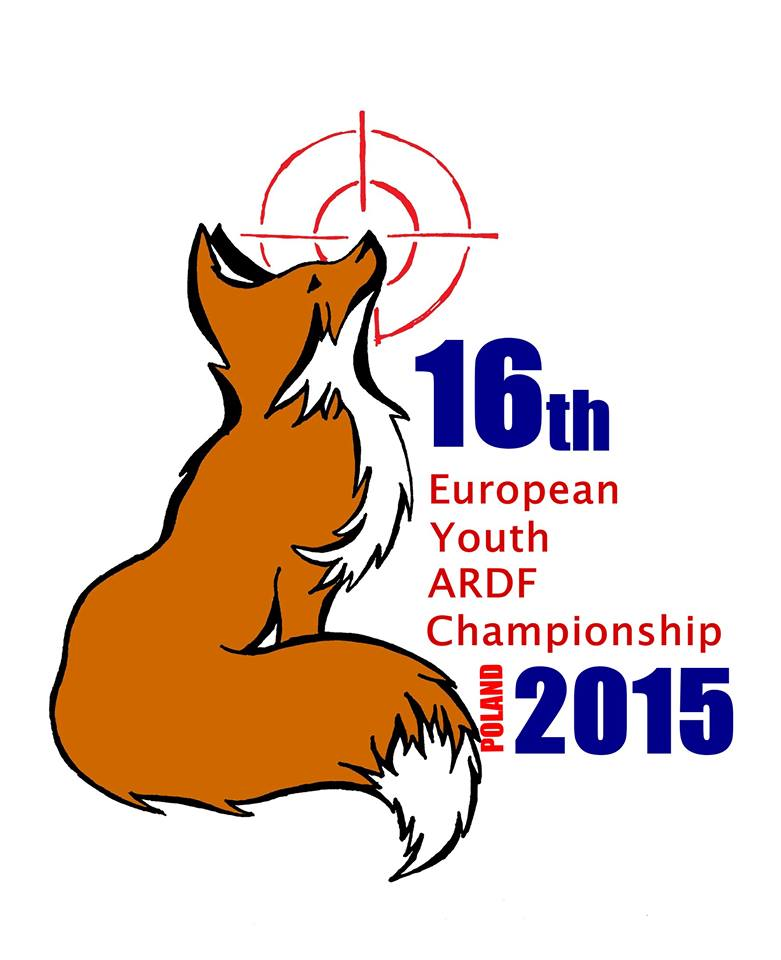 16th
European
Youth
ARDF
Championship
POLAND
2015